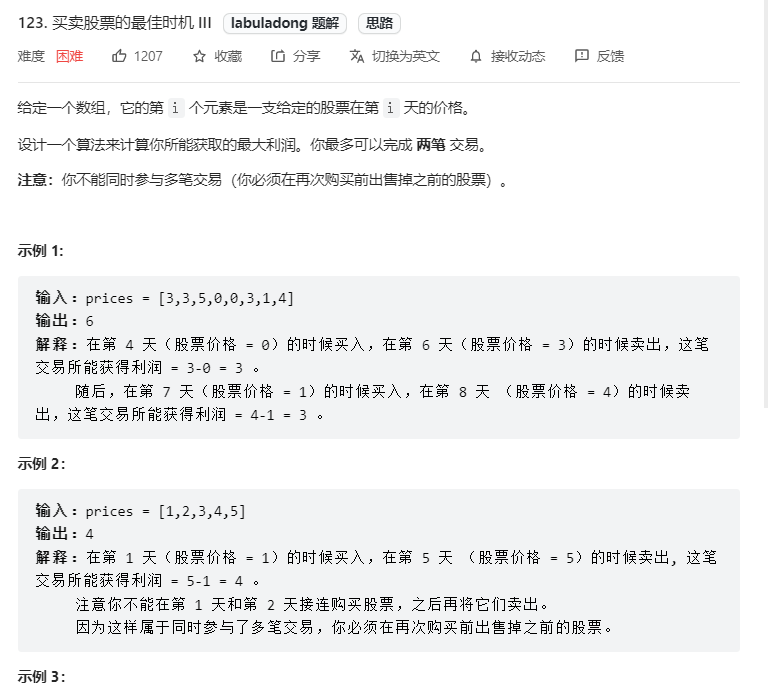 123. 买卖股票的最佳时机 III labuladong 题解 思路
难度 困难 1207 收藏 分享 切换为英文 接收动态 反馈
给定一个数组，它的第 i 个元素是一支给定的股票在第 i 天的价格。
设计一个算法来计算你所能获取的最大利润。你最多可以完成 两笔 交易。
注意：你不能同时参与多笔交易（你必须在再次购买前出售掉之前的股票）。
示例 1:
输入：prices = [3,3,5,0,0,3,1,4]
输出：6
解释：在第 4 天（股票价格 = 0）的时候买入，在第 6 天（股票价格 = 3）的时候卖出，这笔
交易所能获得利润 = 3-0 = 3 。
随后，在第 7 天（股票价格 = 1）的时候买入，在第 8 天 （股票价格 = 4）的时候卖
出，这笔交易所能获得利润 = 4-1 = 3 。
示例 2：
输入：prices = [1,2,3,4,5]
输出：4
解释：在第 1 天（股票价格 = 1）的时候买入，在第 5 天 （股票价格 = 5）的时候卖出, 这笔
交易所能获得利润 = 5-1 = 4 。
注意你不能在第 1 天和第 2 天接连购买股票，之后再将它们卖出。
因为这样属于同时参与了多笔交易，你必须在再次购买前出售掉之前的股票。
示例 3：